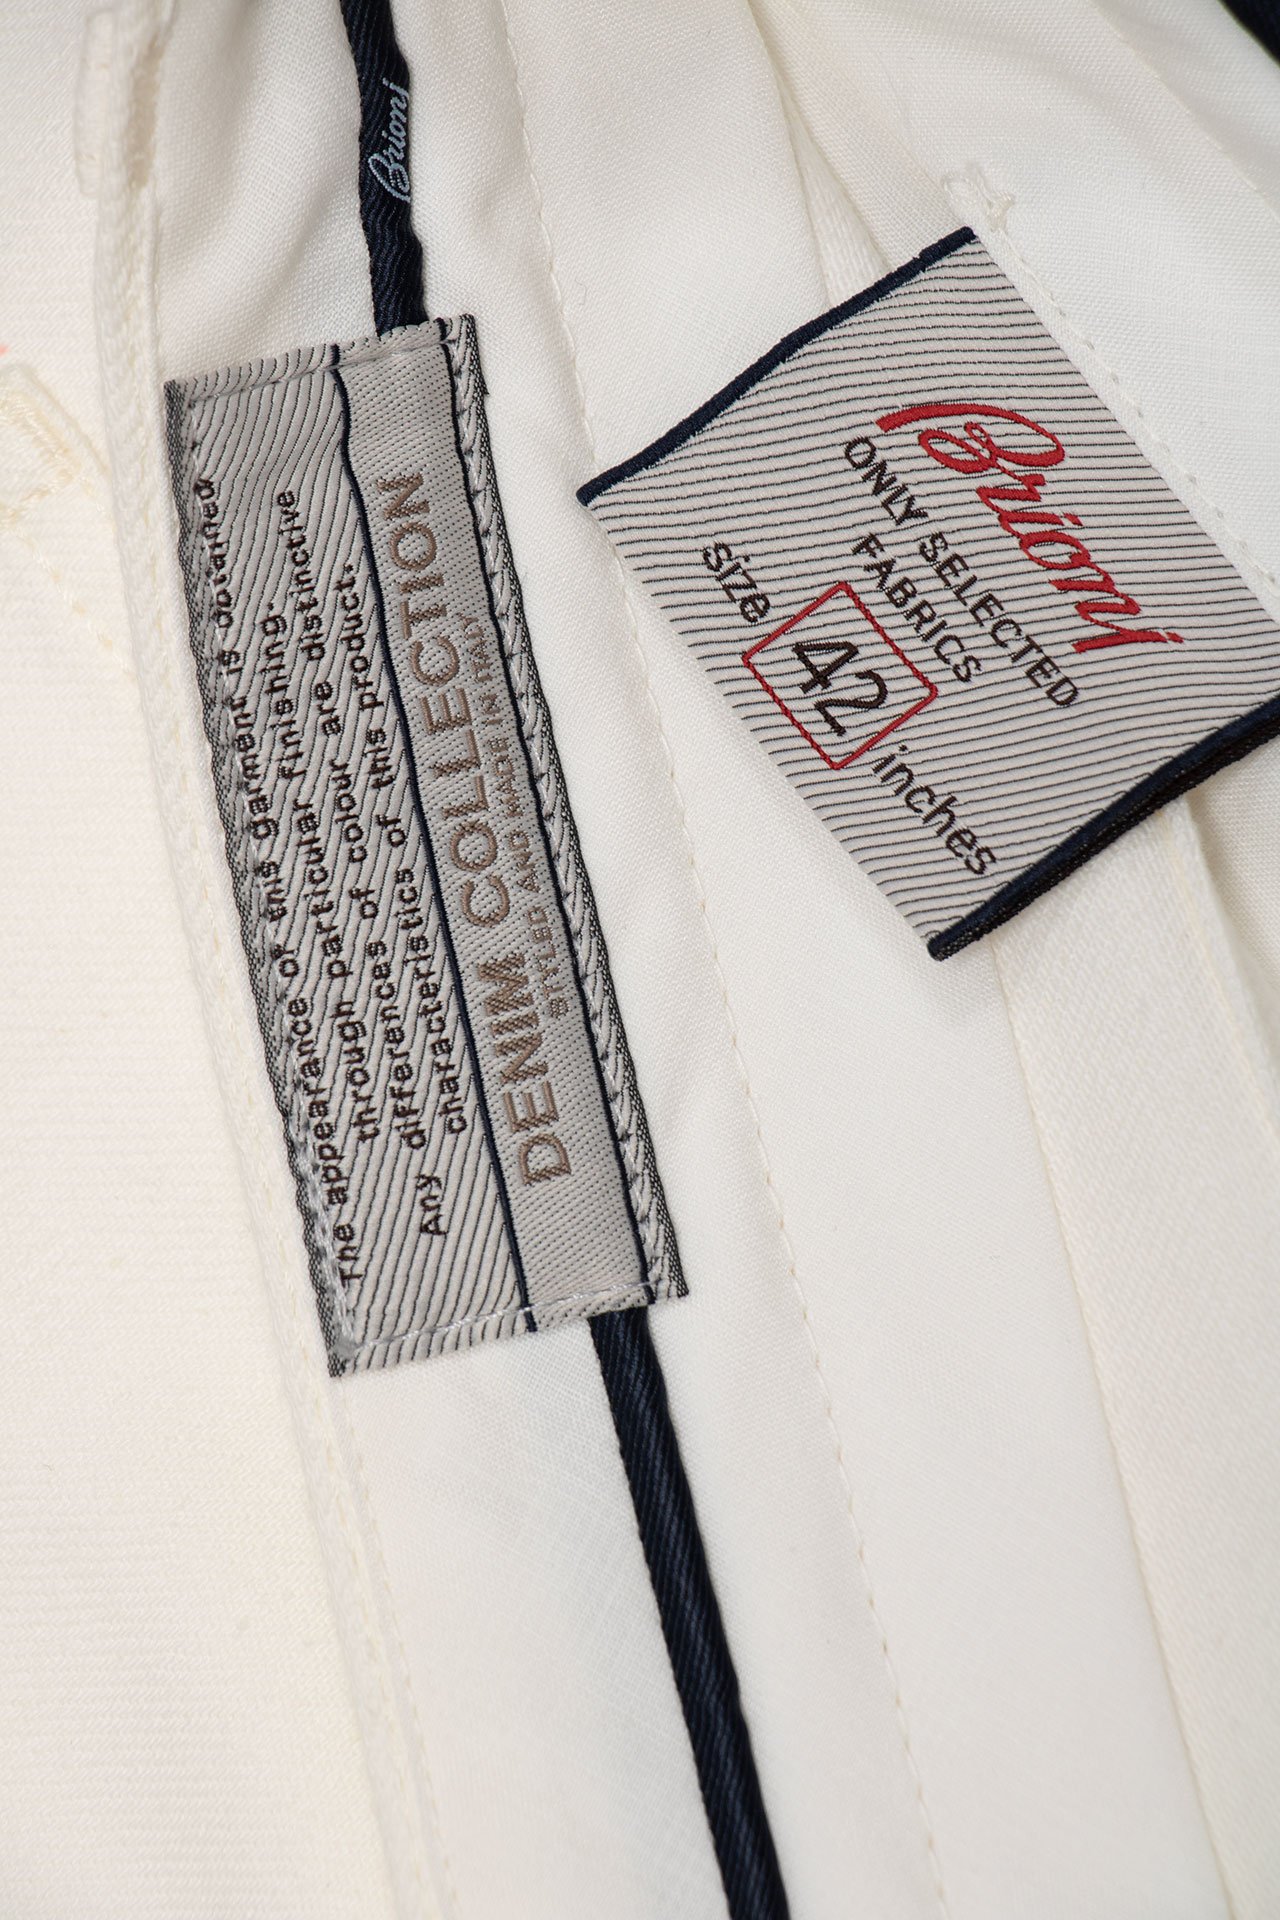 Brioni
DENIM COLLECTION
STYLED AND MADE IN ITALY
The appearance of this garment is obtained
through particular finishing.
differences of colour are distinctive
Any characteristics of this product.
Brioni
ONLY SELECTED
FABRICS
size 42 inches